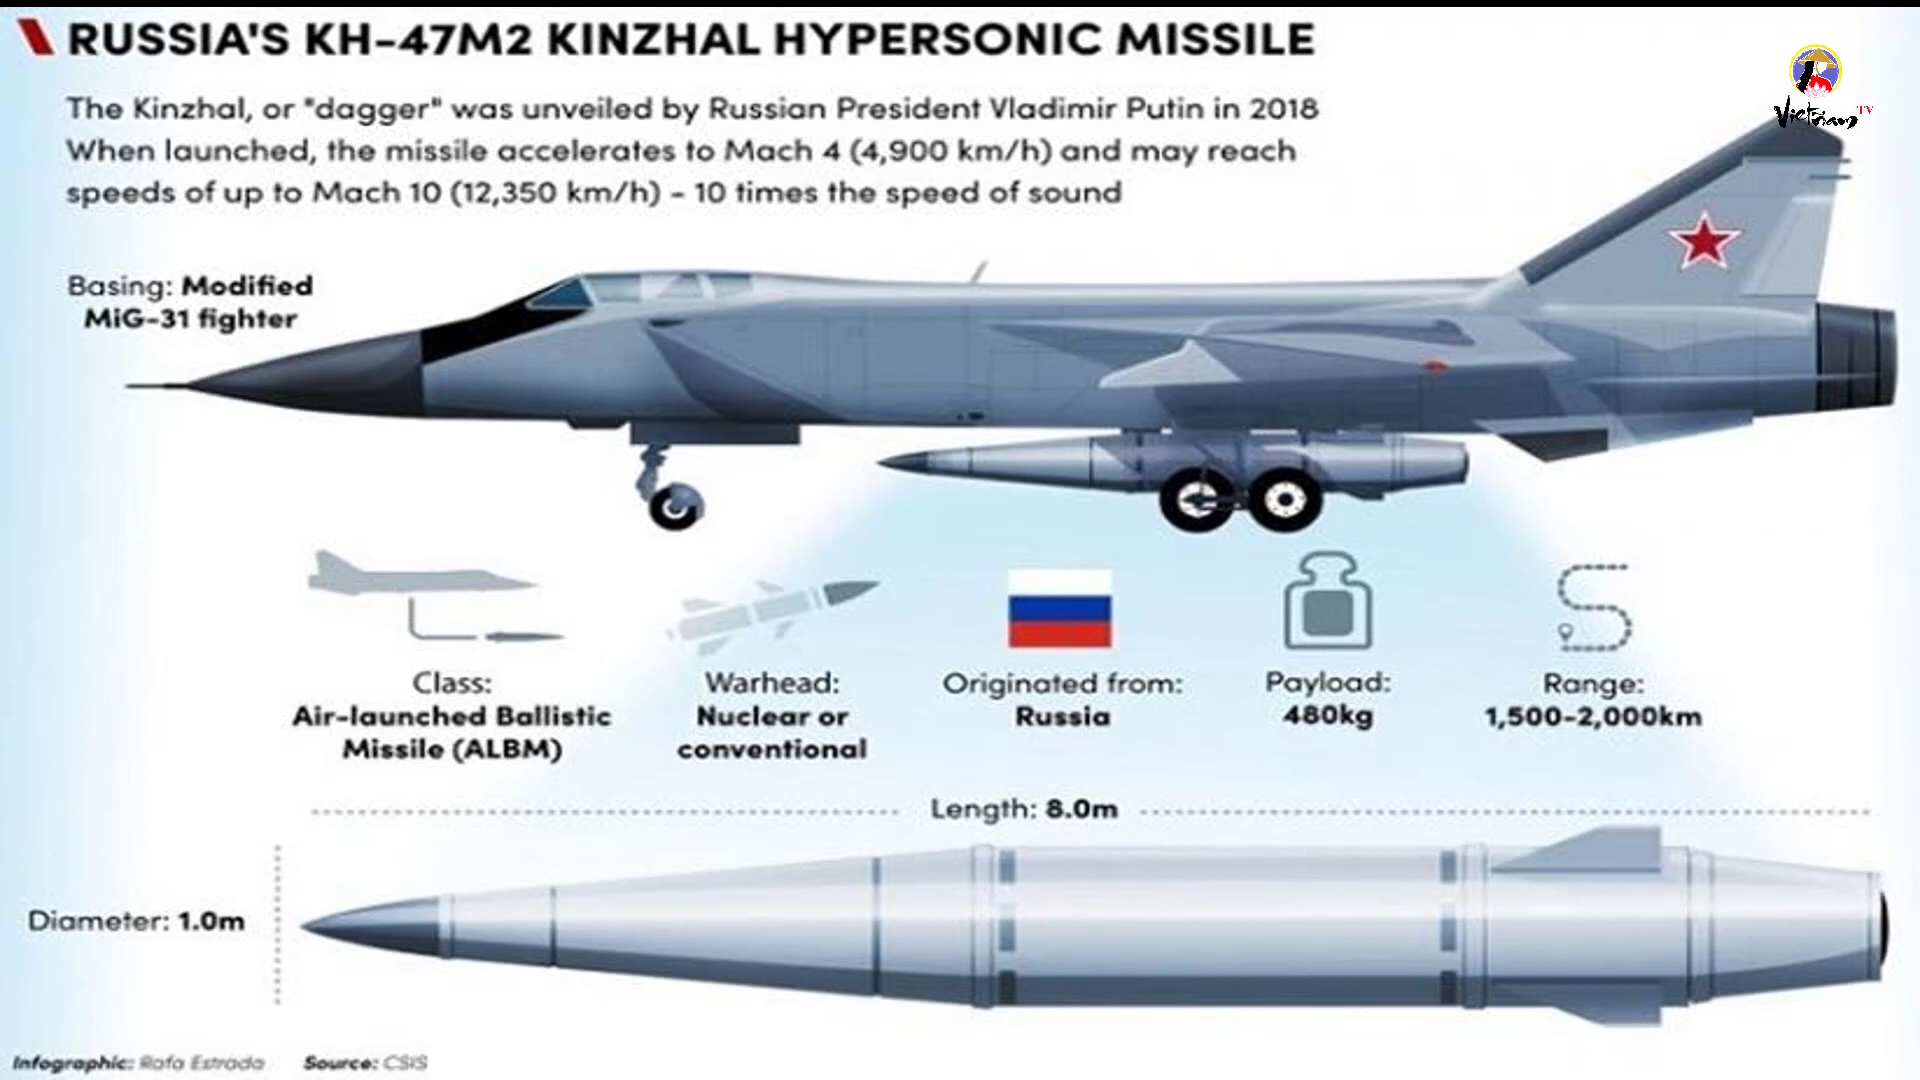 RUSSIA'S KH-47M2 KINZHAL HYPERSONIC MISSILE
Vietnam TV
The Kinzhal, or "dagger" was unveiled by Russian President Vladimir Putin in 2018
When launched, the missile accelerates to Mach 4 (4,900 km/h) and may reach
speeds of up to Mach 10 (12,350 km/h) - 10 times the speed of sound
Basing: Modified
MiG-31 fighter
Class:
Air-launched Ballistic
Missile (ALBM)
Warhead:
Nuclear or
conventional
Originated from:
Russia
Payload:
480kg
Range:
1,500-2,000km
Length: 8.0m
Diameter: 1.0m
Infographic: Rafa Estrada
Source: CSIS